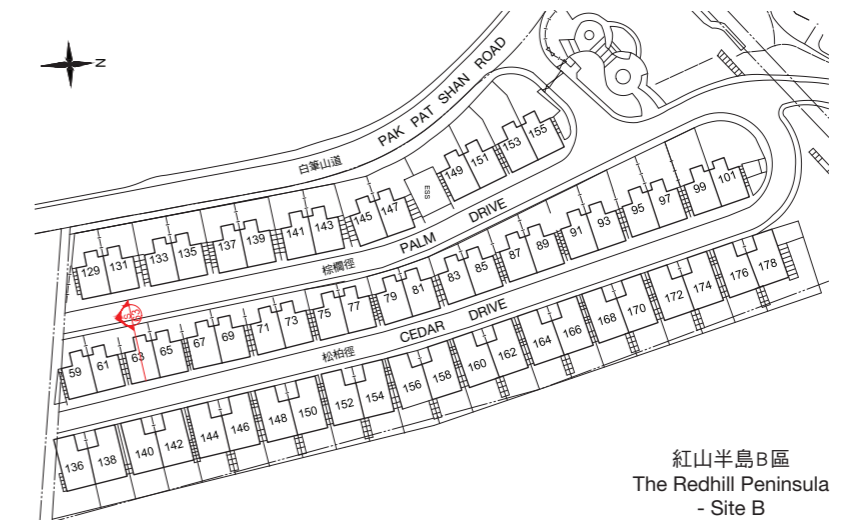 N
PAK PAT SHAN ROAD
白筆山道
153 155
149 151
ESS
145 147
141 143
137 139
133 135
129 131
PALM DRIVE
棕櫚徑
99 101
95 97
91 93
87 89
83 85
79 81
75 77
71 73
67 69
63 65
59 61
CEDAR DRIVE
松柏徑
176 178
172 174
168 170
164 166
160 162
156 158
152 154
148 150
144 146
140 142
136 138
紅山半島B區
The Redhill Peninsula
- Site B